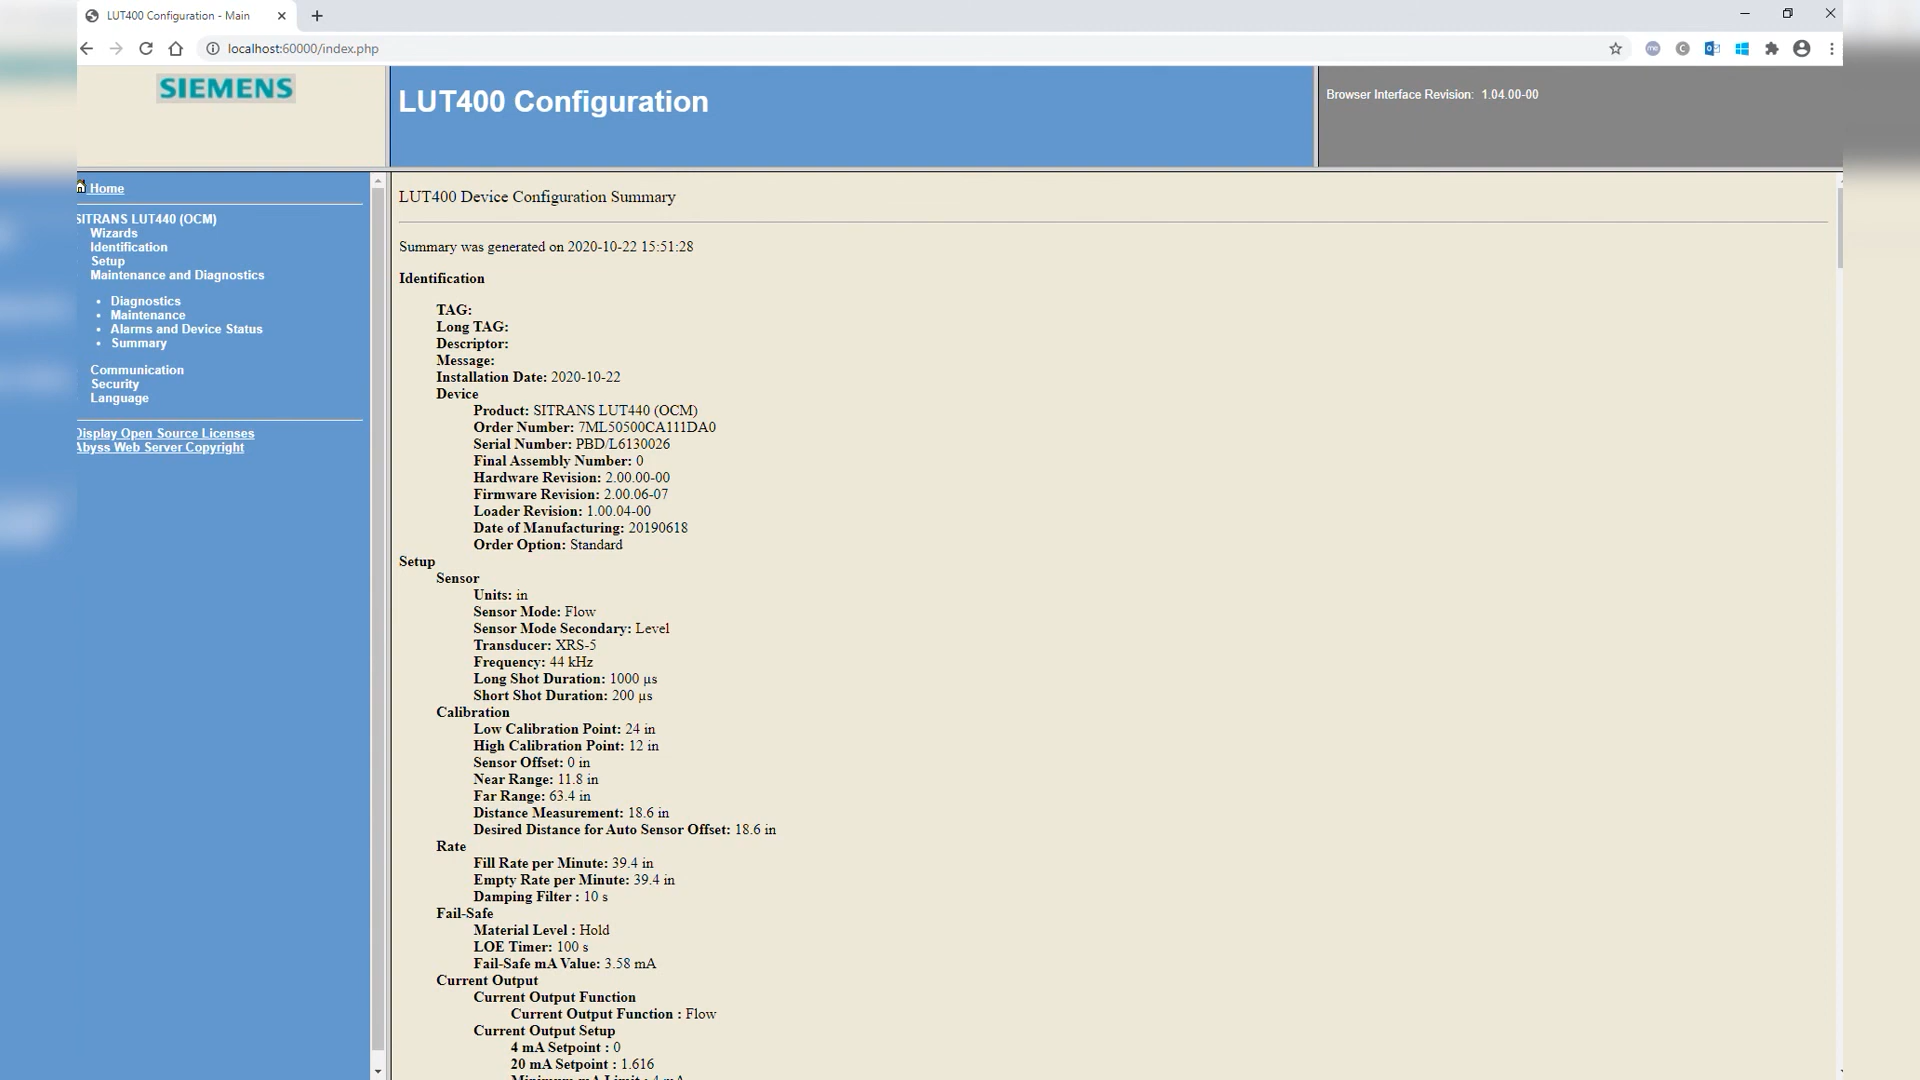 LUT400 Configuration - Main
localhost:60000/index.php
SIEMENS
LUT400 Configuration
Browser Interface Revision: 1.04.00-00
Home
SITRANS LUT440 (OCM)
Wizards
Identification
Setup
Maintenance and Diagnostics
• Diagnostics
• Maintenance
• Alarms and Device Status
• Summary
Communication
Security
Language
Display Open Source Licenses
Abyss Web Server Copyright
LUT400 Device Configuration Summary
Summary was generated on 2020-10-22 15:51:28
Identification
TAG:
Long TAG:
Descriptor:
Message:
Installation Date: 2020-10-22
Device
Product: SITRANS LUT440 (OCM)
Order Number: 7ML50500CA111DA0
Serial Number: PBD/L6130026
Final Assembly Number: 0
Hardware Revision: 2.00.00-00
Firmware Revision: 2.00.06-07
Loader Revision: 1.00.04-00
Date of Manufacturing: 20190618
Order Option: Standard
Setup
Sensor
Units: in
Sensor Mode: Flow
Sensor Mode Secondary: Level
Transducer: XRS-5
Frequency: 44 kHz
Long Shot Duration: 1000 µs
Short Shot Duration: 200 µs
Calibration
Low Calibration Point: 24 in
High Calibration Point: 12 in
Sensor Offset: 0 in
Near Range: 11.8 in
Far Range: 63.4 in
Distance Measurement: 18.6 in
Desired Distance for Auto Sensor Offset: 18.6 in
Rate
Fill Rate per Minute: 39.4 in
Empty Rate per Minute: 39.4 in
Damping Filter : 10 s
Fail-Safe
Material Level : Hold
LOE Timer: 100 s
Fail-Safe mA Value: 3.58 mA
Current Output
Current Output Function
Current Output Function : Flow
Current Output Setup
4 mA Setpoint : 0
20 mA Setpoint : 1.616
Minimum mA Limit : 4 mA